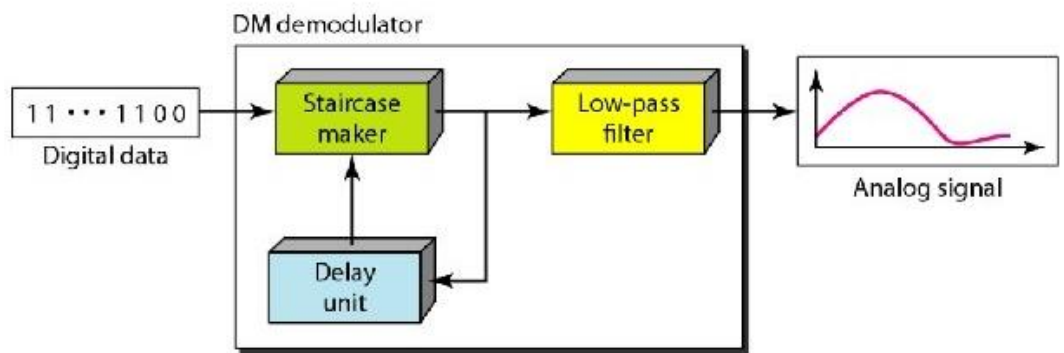 DM demodulator
11 ··· 1100
Digital data
Staircase
maker
Low-pass
filter
Analog signal
Delay
unit